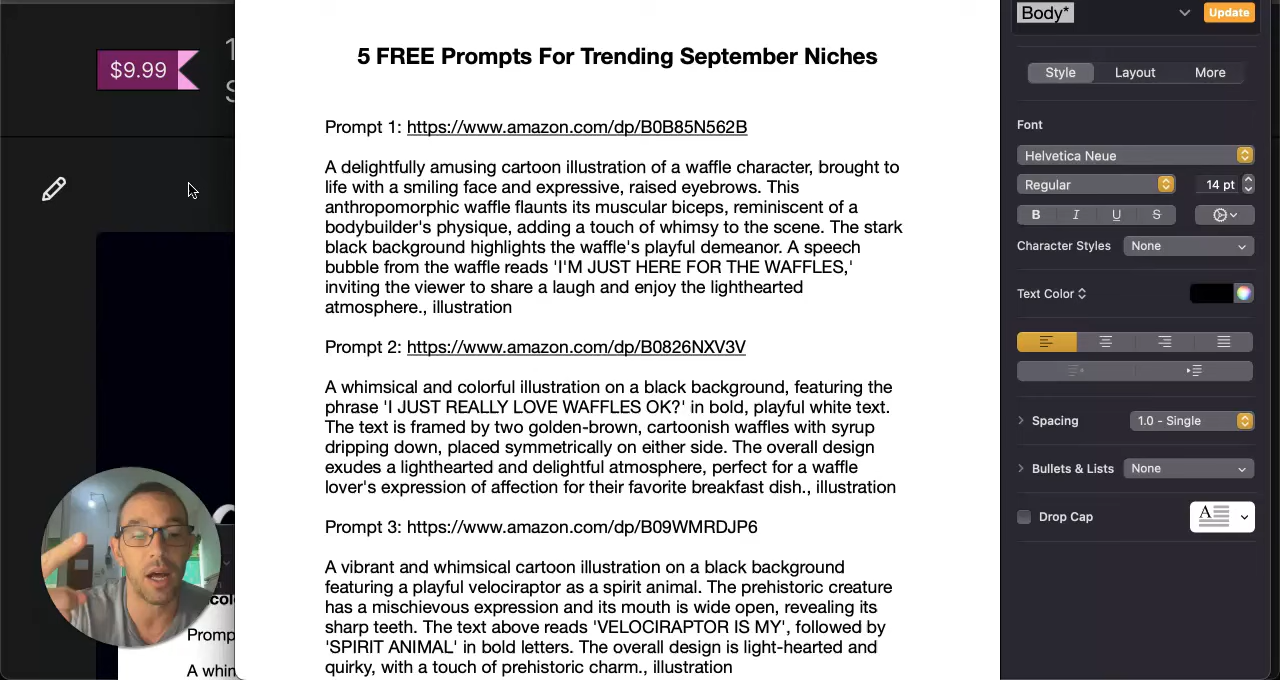 Body*
Update
$9.99
1
S
5 FREE Prompts For Trending September Niches
Style
Layout
More
Font
Helvetica Neue
Regular
14 pt
B
I
U
S
Character Styles
None
Text Color
Spacing
1.0 - Single
Bullets & Lists
None
Drop Cap
A
Prompt 1: https://www.amazon.com/dp/B0B85N562B
A delightfully amusing cartoon illustration of a waffle character, brought to
life with a smiling face and expressive, raised eyebrows. This
anthropomorphic waffle flaunts its muscular biceps, reminiscent of a
bodybuilder's physique, adding a touch of whimsy to the scene. The stark
black background highlights the waffle's playful demeanor. A speech
bubble from the waffle reads 'I'M JUST HERE FOR THE WAFFLES,'
inviting the viewer to share a laugh and enjoy the lighthearted
atmosphere., illustration
Prompt 2: https://www.amazon.com/dp/B0826NXV3V
A whimsical and colorful illustration on a black background, featuring the
phrase 'I JUST REALLY LOVE WAFFLES OK?' in bold, playful white text.
The text is framed by two golden-brown, cartoonish waffles with syrup
dripping down, placed symmetrically on either side. The overall design
exudes a lighthearted and delightful atmosphere, perfect for a waffle
lover's expression of affection for their favorite breakfast dish., illustration
Prompt 3: https://www.amazon.com/dp/B09WMRDJP6
A vibrant and whimsical cartoon illustration on a black background
featuring a playful velociraptor as a spirit animal. The prehistoric creature
has a mischievous expression and its mouth is wide open, revealing its
sharp teeth. The text above reads 'VELOCIRAPTOR IS MY', followed by
'SPIRIT ANIMAL' in bold letters. The overall design is light-hearted and
quirky, with a touch of prehistoric charm., illustration
col
Promp
A whin